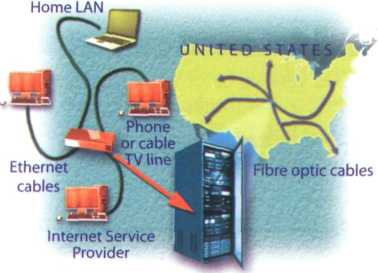 Home LAN
UNITED STATES
Phone
or cable
TV line
Ethernet
cables
Fibre optic cables
Internet Service
Provider